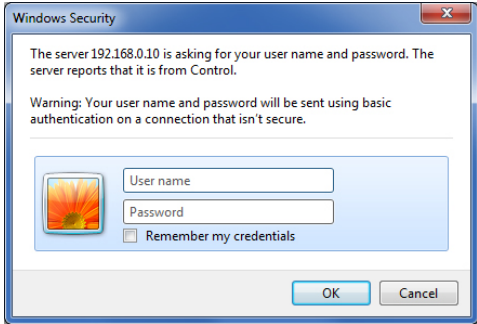 Windows Security
The server 192.168.0.10 is asking for your user name and password. The
server reports that it is from Control.
Warning: Your user name and password will be sent using basic
authentication on a connection that isn't secure.
User name
Password
Remember my credentials
OK Cancel